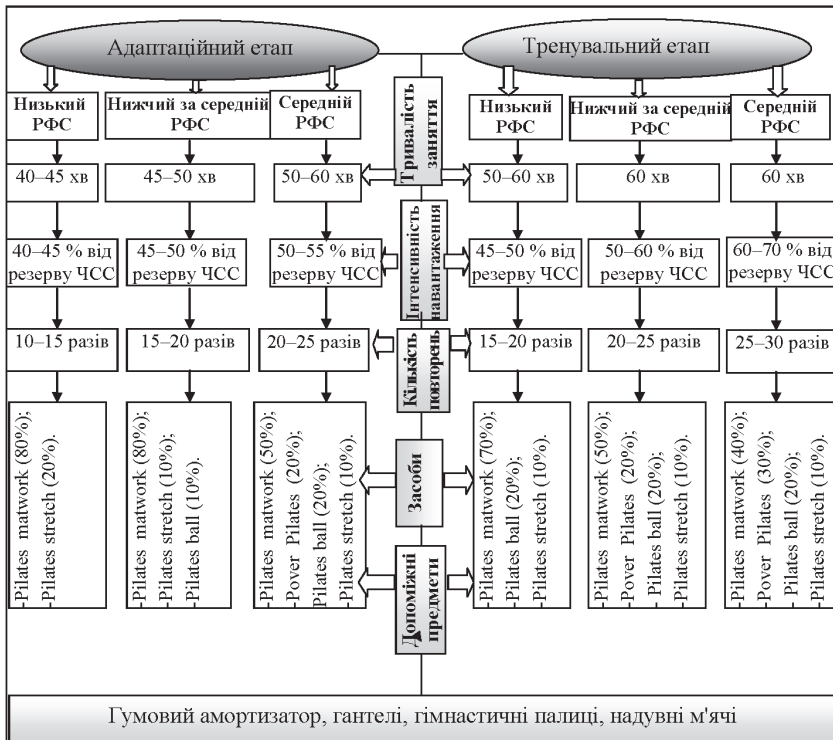 Адаптаційний етап
Тренувальний етап
Низький
РФС
Нижчий за середній
РФС
Середній
РФС
Тривалість
заняття
Низький
РФС
Нижчий за середній
РФС
Середній
РФС
40–45 хв
45–50 хв
50–60 хв
50–60 хв
60 хв
60 хв
Інтенсивність
навантаження
40–45 % від
резерву ЧСС
45–50 % від
резерву ЧСС
50–55 % від
резерву ЧСС
45–50 % від
резерву ЧСС
50–60 % від
резерву ЧСС
60–70 % від
резерву ЧСС
10–15 разів
15–20 разів
20–25 разів
Кількість
повторень
15–20 разів
20–25 разів
25–30 разів
-Pilates matwork (80%);
-Pilates stretch (20%).
-Pilates matwork (80%);
-Pilates stretch (10%);
-Pilates ball (10%).
-Pilates matwork (50%);
-Pover Pilates (20%);
-Pilates ball (20%);
-Pilates stretch (10%).
Засоби
-Pilates matwork (70%);
-Pilates ball (20%);
-Pilates stretch (10%).
-Pilates matwork (50%);
-Pover Pilates (20%);
-Pilates ball (20%);
-Pilates stretch (10%).
-Pilates matwork (40%);
-Pover Pilates (30%);
-Pilates ball (20%);
-Pilates stretch (10%).
Допоміжні
предмети
Гумовий амортизатор, гантелі, гімнастичні палиці, надувні м'ячі